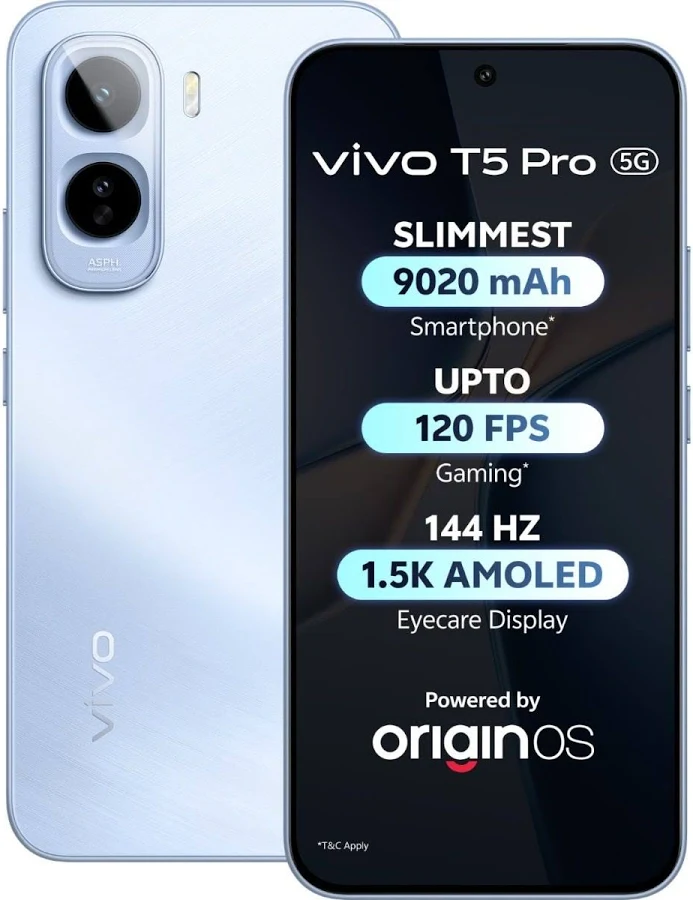 ASPH.
vivo
vivo T5 Pro 5G
SLIMMEST
9020 mAh
Smartphone*
UPTO
120 FPS
Gaming*
144 HZ
1.5K AMOLED
Eyecare Display
Powered by
originOS
*T&C Apply